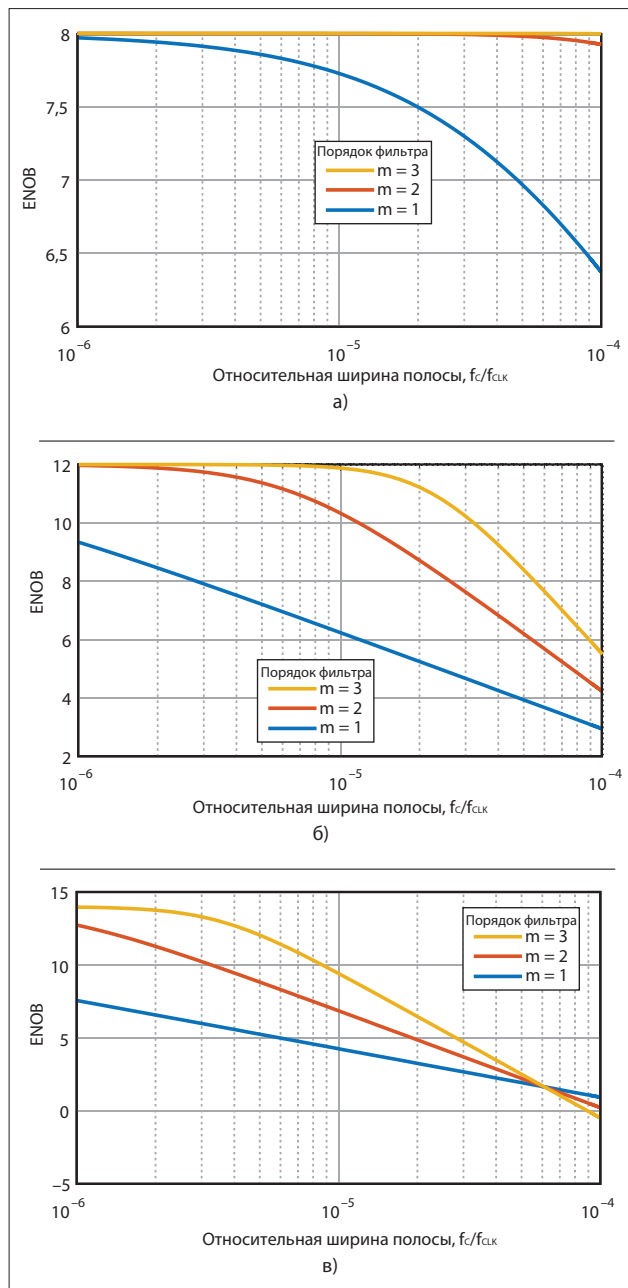 8
7,5
7
6,5
6
ENOB
Порядок фильтра
m = 3
m = 2
m = 1
10⁻⁶
10⁻⁵
10⁻⁴
Относительная ширина полосы, fC/fCLK
а)
12
10
8
6
4
2
ENOB
Порядок фильтра
m = 3
m = 2
m = 1
10⁻⁶
10⁻⁵
10⁻⁴
Относительная ширина полосы, fC/fCLK
б)
15
10
5
0
–5
ENOB
Порядок фильтра
m = 3
m = 2
m = 1
10⁻⁶
10⁻⁵
10⁻⁴
Относительная ширина полосы, fC/fCLK
в)